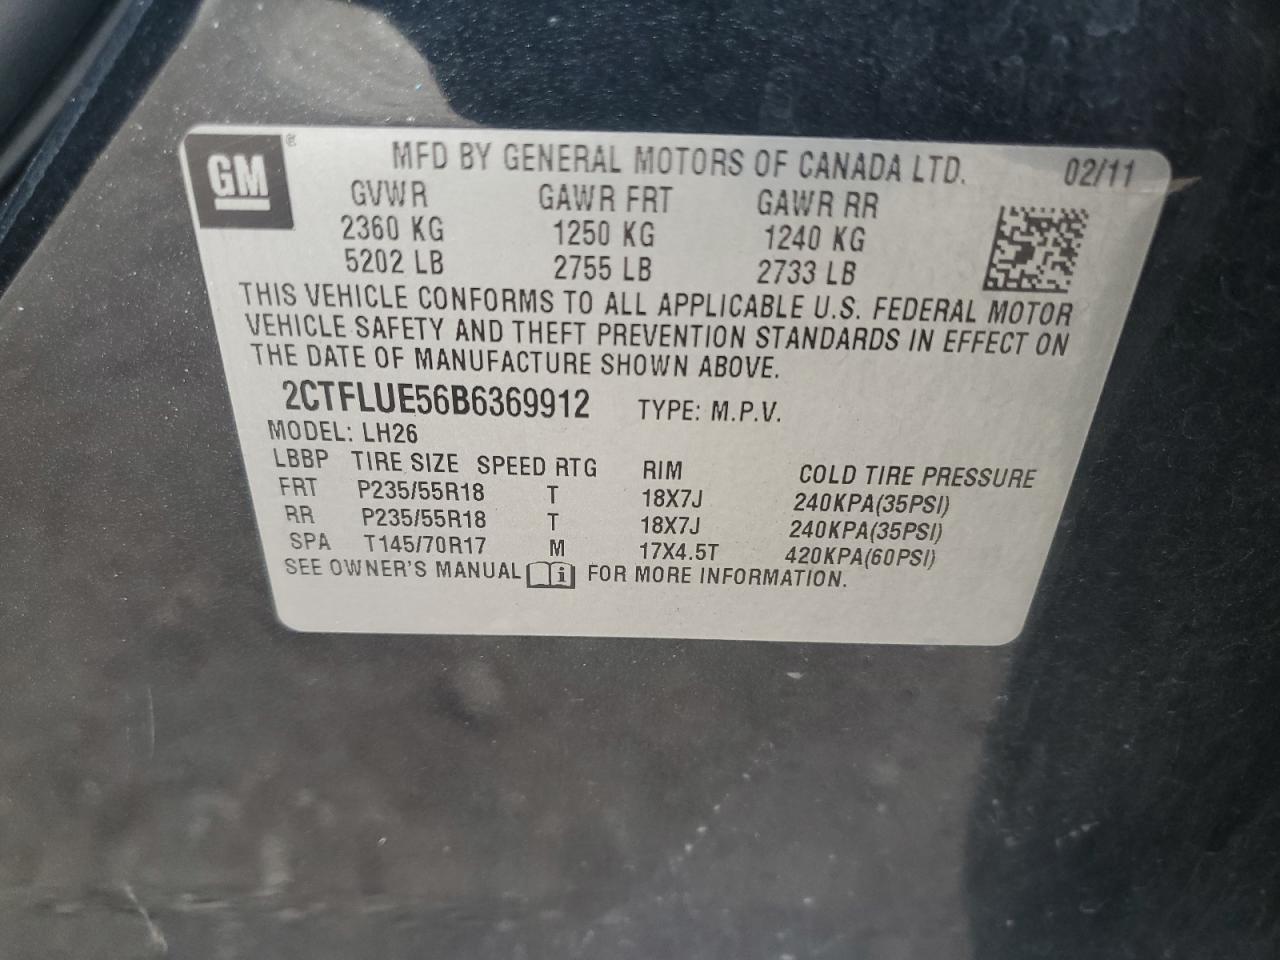 GM ®
MFD BY GENERAL MOTORS OF CANADA LTD. 02/11
GVWR GAWR FRT GAWR RR
2360 KG 1250 KG 1240 KG
5202 LB 2755 LB 2733 LB
THIS VEHICLE CONFORMS TO ALL APPLICABLE U.S. FEDERAL MOTOR
VEHICLE SAFETY AND THEFT PREVENTION STANDARDS IN EFFECT ON
THE DATE OF MANUFACTURE SHOWN ABOVE.
2CTFLUE56B6369912 TYPE: M.P.V.
MODEL: LH26
LBBP TIRE SIZE SPEED RTG RIM COLD TIRE PRESSURE
FRT P235/55R18 T 18X7J 240KPA(35PSI)
RR P235/55R18 T 18X7J 240KPA(35PSI)
SPA T145/70R17 M 17X4.5T 420KPA(60PSI)
SEE OWNER'S MANUAL i FOR MORE INFORMATION.